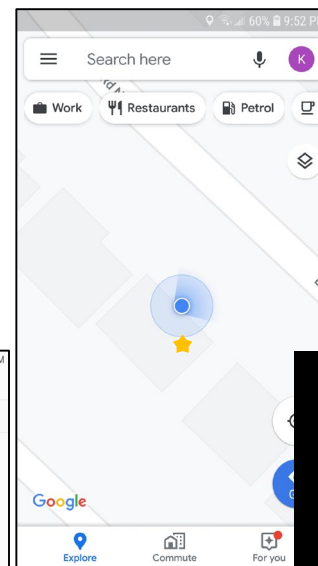 60% 9:52 P
Search here
K
Work Restaurants Petrol
M
Google
Explore Commute For you